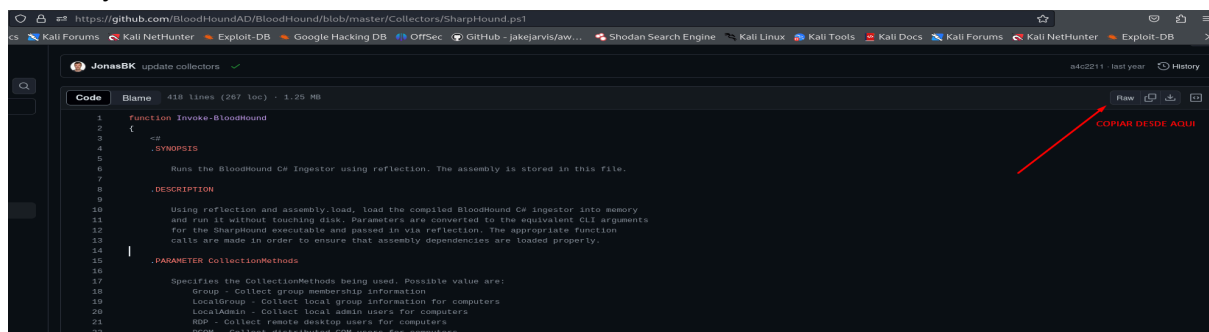 https://github.com/BloodHoundAD/BloodHound/blob/master/Collectors/SharpHound.ps1
cs Kali Forums Kali NetHunter Exploit-DB Google Hacking DB OffSec GitHub - jakejarvis/aw... Shodan Search Engine Kali Linux Kali Tools Kali Docs Kali Forums Kali NetHunter Exploit-DB
JonasBK update collectors a4c2211 · last year History
Code Blame 418 lines (267 loc) · 1.25 MB Raw
COPIAR DESDE AQUI
1 function Invoke-BloodHound
2 {
3 <#
4 .SYNOPSIS
5
6 Runs the BloodHound C# Ingestor using reflection. The assembly is stored in this file.
7
8 .DESCRIPTION
9
10 Using reflection and assembly.load, load the compiled BloodHound C# ingestor into memory
11 and run it without touching disk. Parameters are converted to the equivalent CLI arguments
12 for the SharpHound executable and passed in via reflection. The appropriate function
13 calls are made in order to ensure that assembly dependencies are loaded properly.
14
15 .PARAMETER CollectionMethods
16
17 Specifies the CollectionMethods being used. Possible value are:
18 Group - Collect group membership information
19 LocalGroup - Collect local group information for computers
20 LocalAdmin - Collect local admin users for computers
21 RDP - Collect remote desktop users for computers